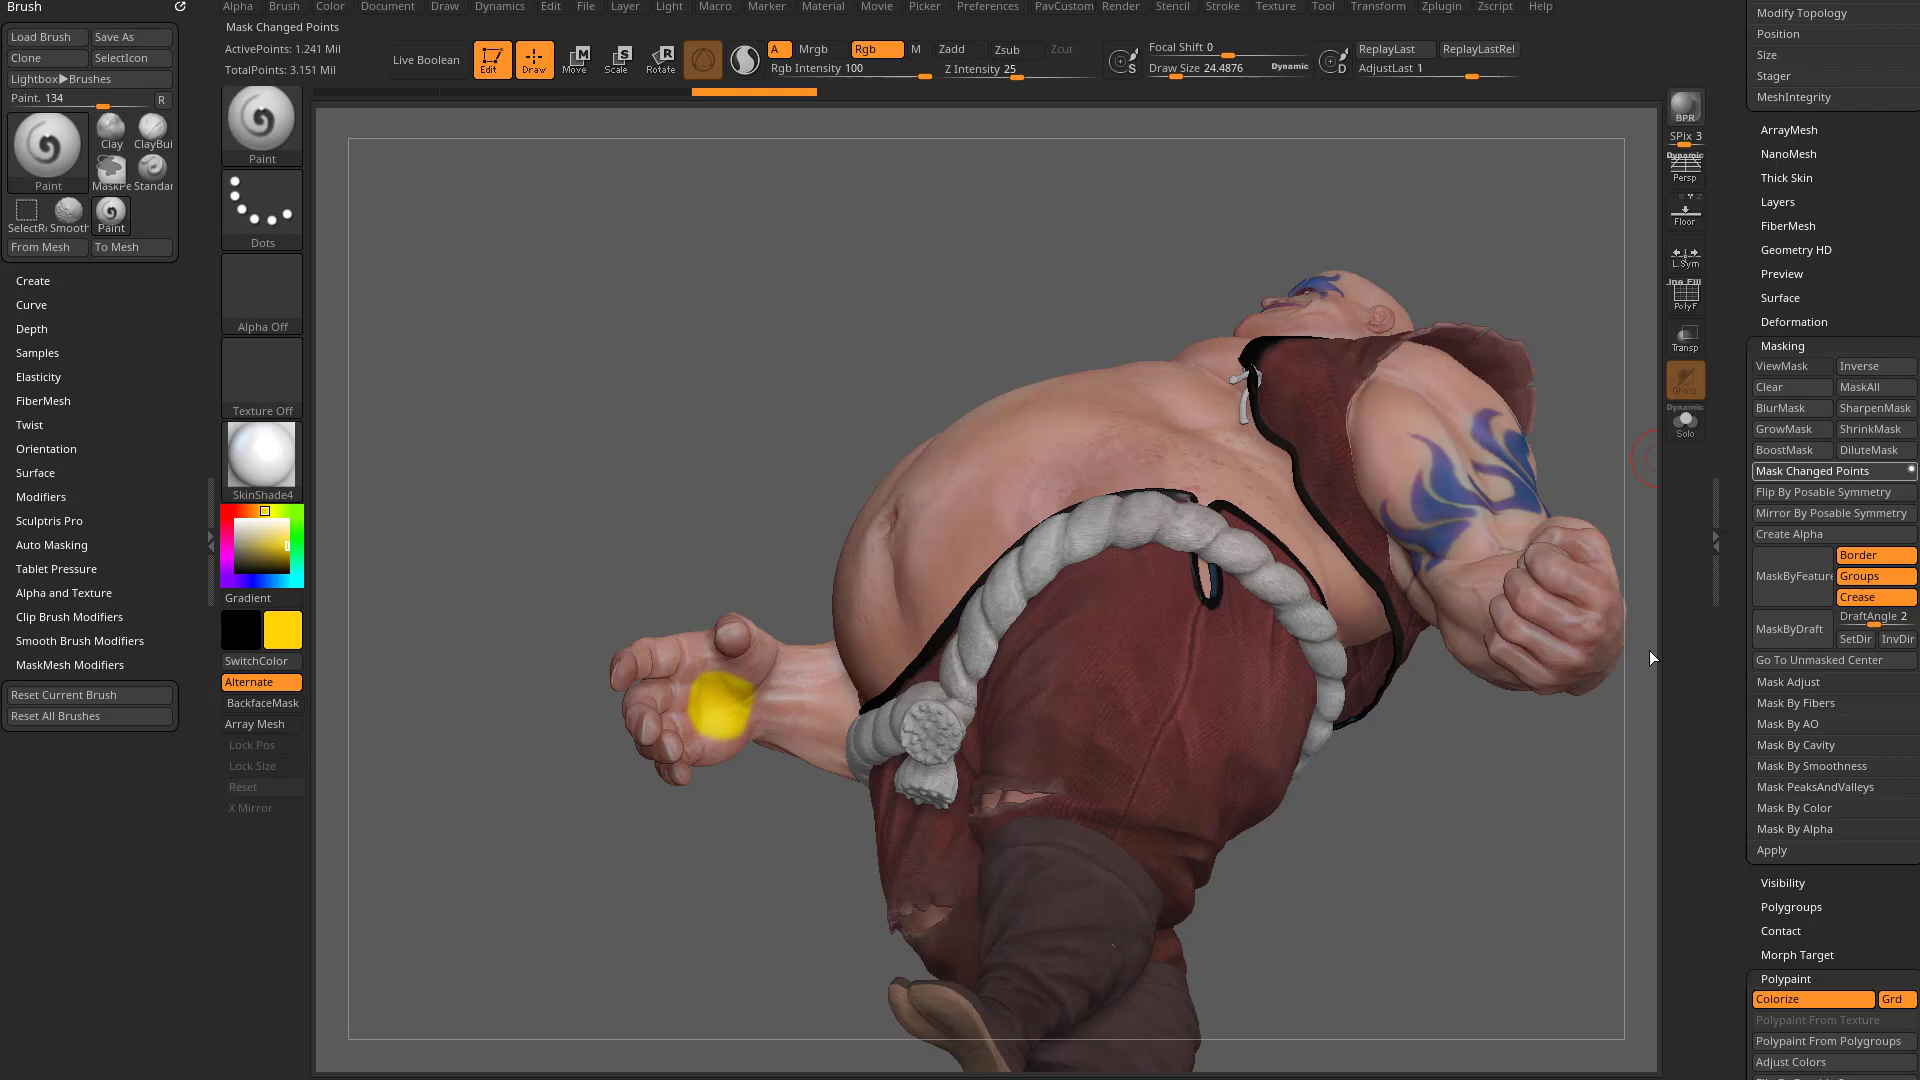 Brush
Load Brush Save As
Clone SelectIcon
Lightbox▶Brushes
Paint. 134 R
Paint Clay ClayBui
MaskPe Standar
SelectRe Smooth Paint
From Mesh To Mesh
Create
Curve
Depth
Samples
Elasticity
FiberMesh
Twist
Orientation
Surface
Modifiers
Sculptris Pro
Auto Masking
Tablet Pressure
Alpha and Texture
Clip Brush Modifiers
Smooth Brush Modifiers
MaskMesh Modifiers
Reset Current Brush
Reset All Brushes
Alpha Brush Color Document Draw Dynamics Edit File Layer Light Macro Marker Material Movie Picker Preferences PavCustom Render Stencil Stroke Texture Tool Transform Zplugin Zscript Help
Mask Changed Points
ActivePoints: 1.241 Mil
TotalPoints: 3.151 Mil
Live Boolean
Edit Draw Move Scale Rotate
A Mrgb Rgb M Zadd Zsub Zcut
Rgb Intensity 100 Z Intensity 25
Focal Shift 0
Draw Size 24.4876 Dynamic
S D
ReplayLast ReplayLastRel
AdjustLast 1
Paint
Dots
Alpha Off
Texture Off
SkinShade4
Gradient
SwitchColor
Alternate
BackfaceMask
Array Mesh
Lock Pos
Lock Size
Reset
X Mirror
BPR
SPix 3
Dynamic
Persp
Floor
L.Sym
Line Fill
PolyF
Transp
Ghost
Dynamic
Solo
Modify Topology
Position
Size
Stager
MeshIntegrity
ArrayMesh
NanoMesh
Thick Skin
Layers
FiberMesh
Geometry HD
Preview
Surface
Deformation
Masking
ViewMask Inverse
Clear MaskAll
BlurMask SharpenMask
GrowMask ShrinkMask
BoostMask DiluteMask
Mask Changed Points
Flip By Posable Symmetry
Mirror By Posable Symmetry
Create Alpha
MaskByFeature Border
Groups
Crease
MaskByDraft DraftAngle 2
SetDir InvDir
Go To Unmasked Center
Mask Adjust
Mask By Fibers
Mask By AO
Mask By Cavity
Mask By Smoothness
Mask PeaksAndValleys
Mask By Color
Mask By Alpha
Apply
Visibility
Polygroups
Contact
Morph Target
Polypaint
Colorize Grd
Polypaint From Texture
Polypaint From Polygroups
Adjust Colors